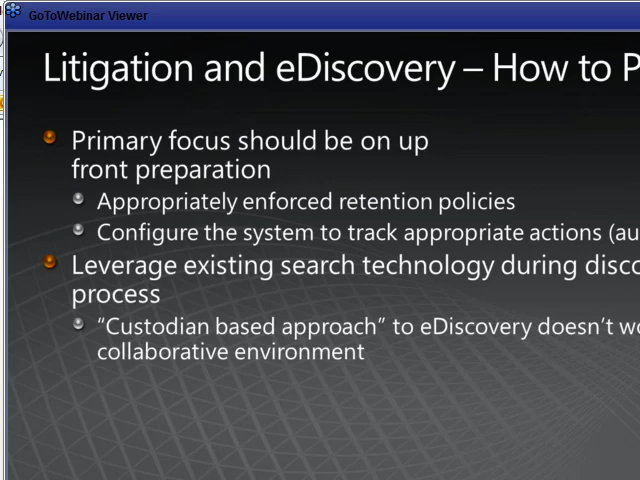 GoToWebinar Viewer
Litigation and eDiscovery – How to P
Primary focus should be on up
front preparation
Appropriately enforced retention policies
Configure the system to track appropriate actions (au
Leverage existing search technology during disco
process
“Custodian based approach” to eDiscovery doesn’t wo
collaborative environment